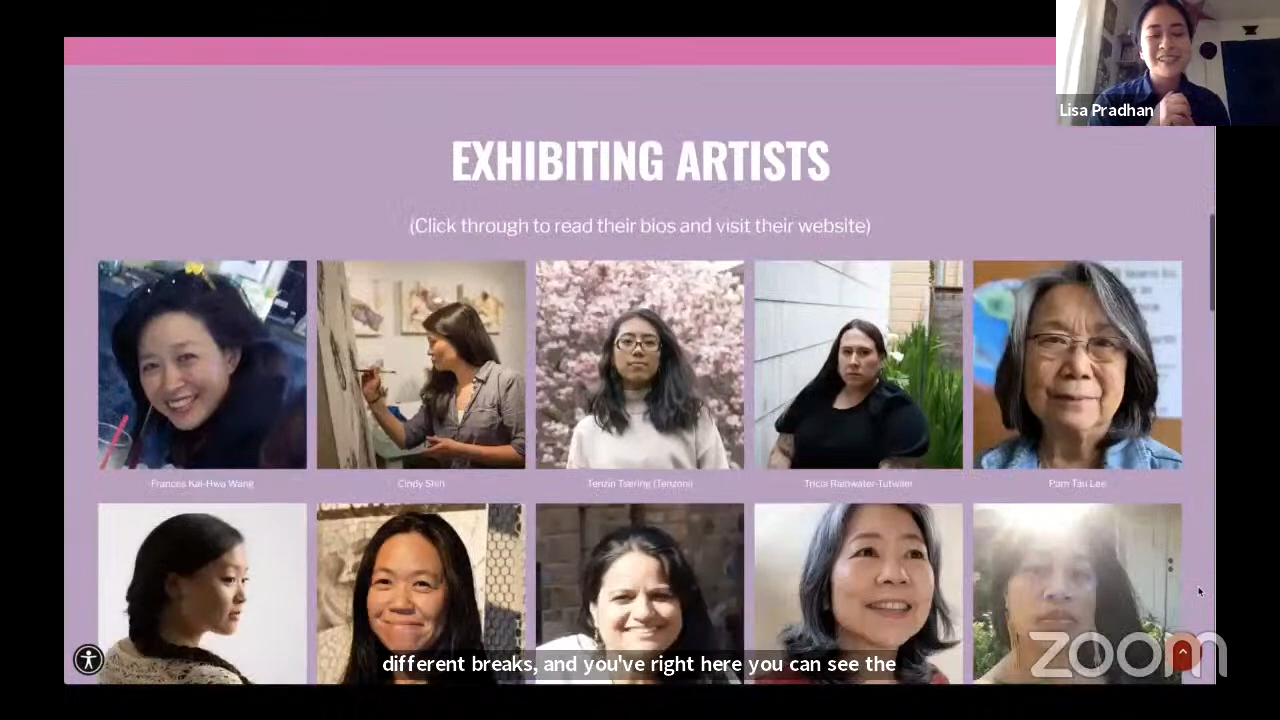 Lisa Pradhan
EXHIBITING ARTISTS
(Click through to read their bios and visit their website)
Frances Kai-Hwa Wang
Cindy Shih
Tenzin Tsering (Tenzori)
Tricia Rainwater-Tutwiler
Pam Tau Lee
different breaks, and you've right here you can see the
zoom